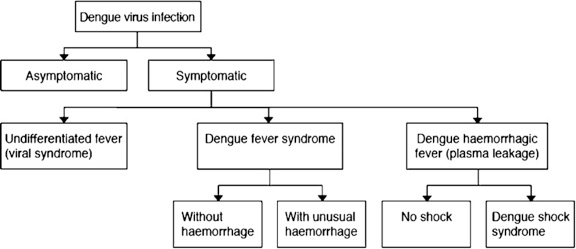 Dengue virus infection
Asymptomatic
Symptomatic
Undifferentiated fever
(viral syndrome)
Dengue fever syndrome
Dengue haemorrhagic
fever (plasma leakage)
Without
haemorrhage
With unusual
haemorrhage
No shock
Dengue shock
syndrome